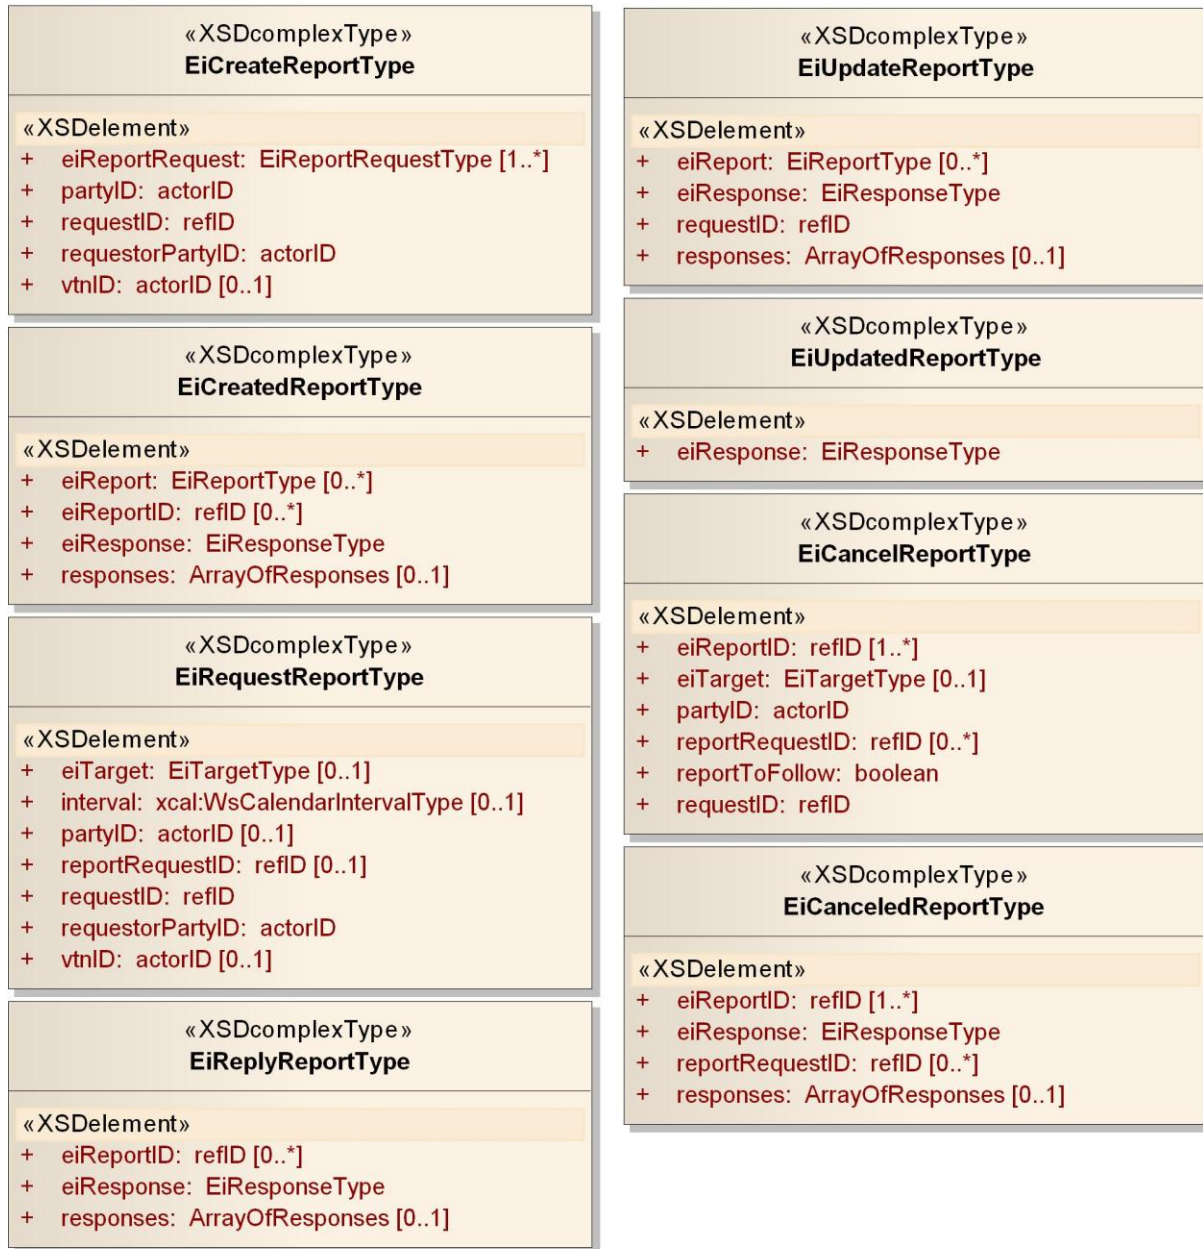 «XSDcomplexType»
EiCreateReportType
«XSDelement»
+ eiReportRequest: EiReportRequestType [1..*]
+ partyID: actorID
+ requestID: refID
+ requestorPartyID: actorID
+ vtnID: actorID [0..1]
«XSDcomplexType»
EiCreatedReportType
«XSDelement»
+ eiReport: EiReportType [0..*]
+ eiReportID: refID [0..*]
+ eiResponse: EiResponseType
+ responses: ArrayOfResponses [0..1]
«XSDcomplexType»
EiRequestReportType
«XSDelement»
+ eiTarget: EiTargetType [0..1]
+ interval: xcal:WsCalendarIntervalType [0..1]
+ partyID: actorID [0..1]
+ reportRequestID: refID [0..1]
+ requestID: refID
+ requestorPartyID: actorID
+ vtnID: actorID [0..1]
«XSDcomplexType»
EiReplyReportType
«XSDelement»
+ eiReportID: refID [0..*]
+ eiResponse: EiResponseType
+ responses: ArrayOfResponses [0..1]
«XSDcomplexType»
EiUpdateReportType
«XSDelement»
+ eiReport: EiReportType [0..*]
+ eiResponse: EiResponseType
+ requestID: refID
+ responses: ArrayOfResponses [0..1]
«XSDcomplexType»
EiUpdatedReportType
«XSDelement»
+ eiResponse: EiResponseType
«XSDcomplexType»
EiCancelReportType
«XSDelement»
+ eiReportID: refID [1..*]
+ eiTarget: EiTargetType [0..1]
+ partyID: actorID
+ reportRequestID: refID [0..*]
+ reportToFollow: boolean
+ requestID: refID
«XSDcomplexType»
EiCanceledReportType
«XSDelement»
+ eiReportID: refID [1..*]
+ eiResponse: EiResponseType
+ reportRequestID: refID [0..*]
+ responses: ArrayOfResponses [0..1]